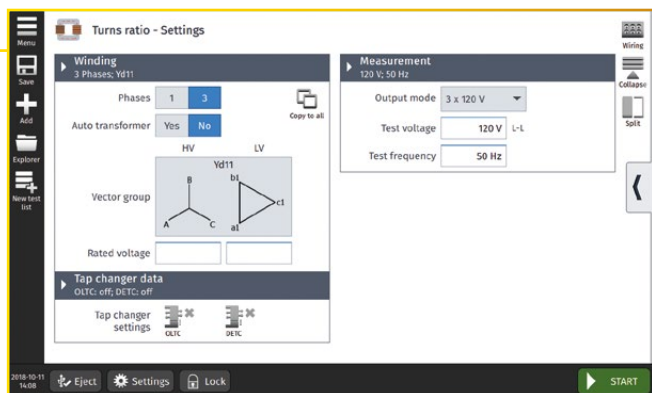 Turns ratio - Settings
Menu
Save
Add
Explorer
New test
list
Winding
3 Phases; Yd11
Phases 1 3
Copy to all
Auto transformer Yes No
HV LV
Yd11
B b1
Vector group
c1
A C a1
Rated voltage
Tap changer data
OLTC: off; DETC: off
Tap changer
settings
OLTC DETC
Measurement
120 V; 50 Hz
Output mode 3 x 120 V
Test voltage 120 V L-L
Test frequency 50 Hz
Wiring
Collapse
Split
2018-10-11
14:08
Eject Settings Lock START